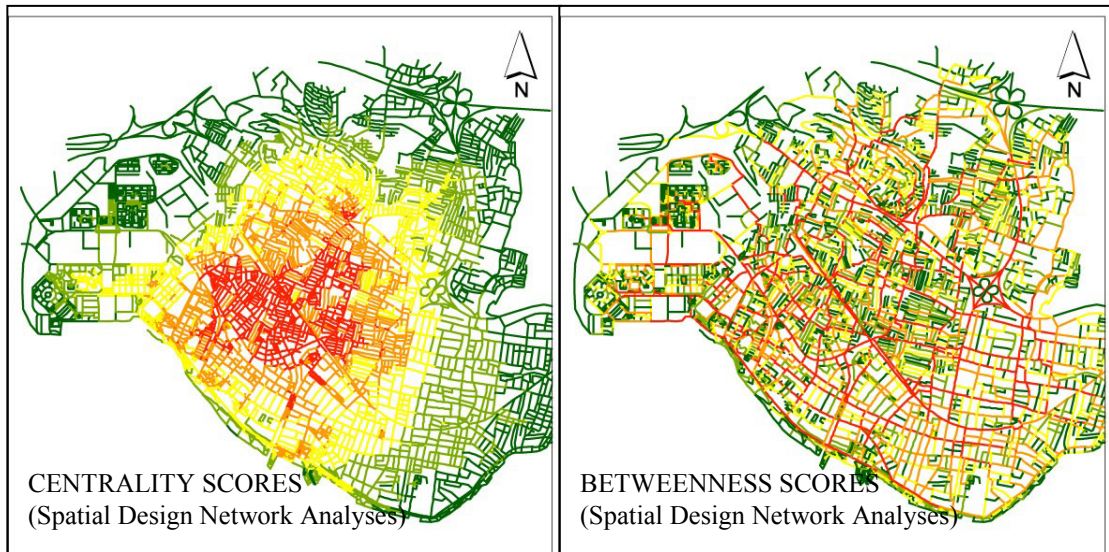 N
CENTRALITY SCORES
(Spatial Design Network Analyses)
N
BETWEENNESS SCORES
(Spatial Design Network Analyses)